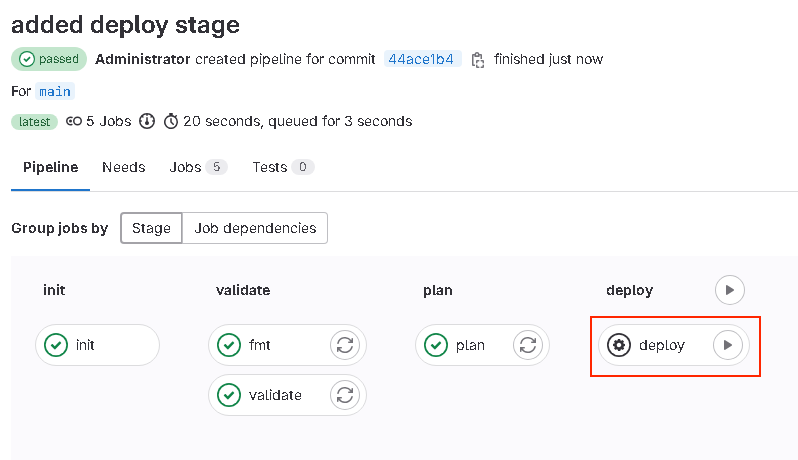 added deploy stage
passed Administrator created pipeline for commit 44ace1b4 finished just now
For main
latest 5 Jobs 20 seconds, queued for 3 seconds
Pipeline Needs Jobs 5 Tests 0
Group jobs by Stage Job dependencies
init validate plan deploy
init fmt plan deploy
validate